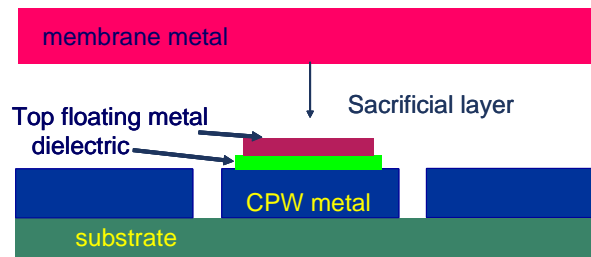 membrane metal
Sacrificial layer
Top floating metal
dielectric
CPW metal
substrate